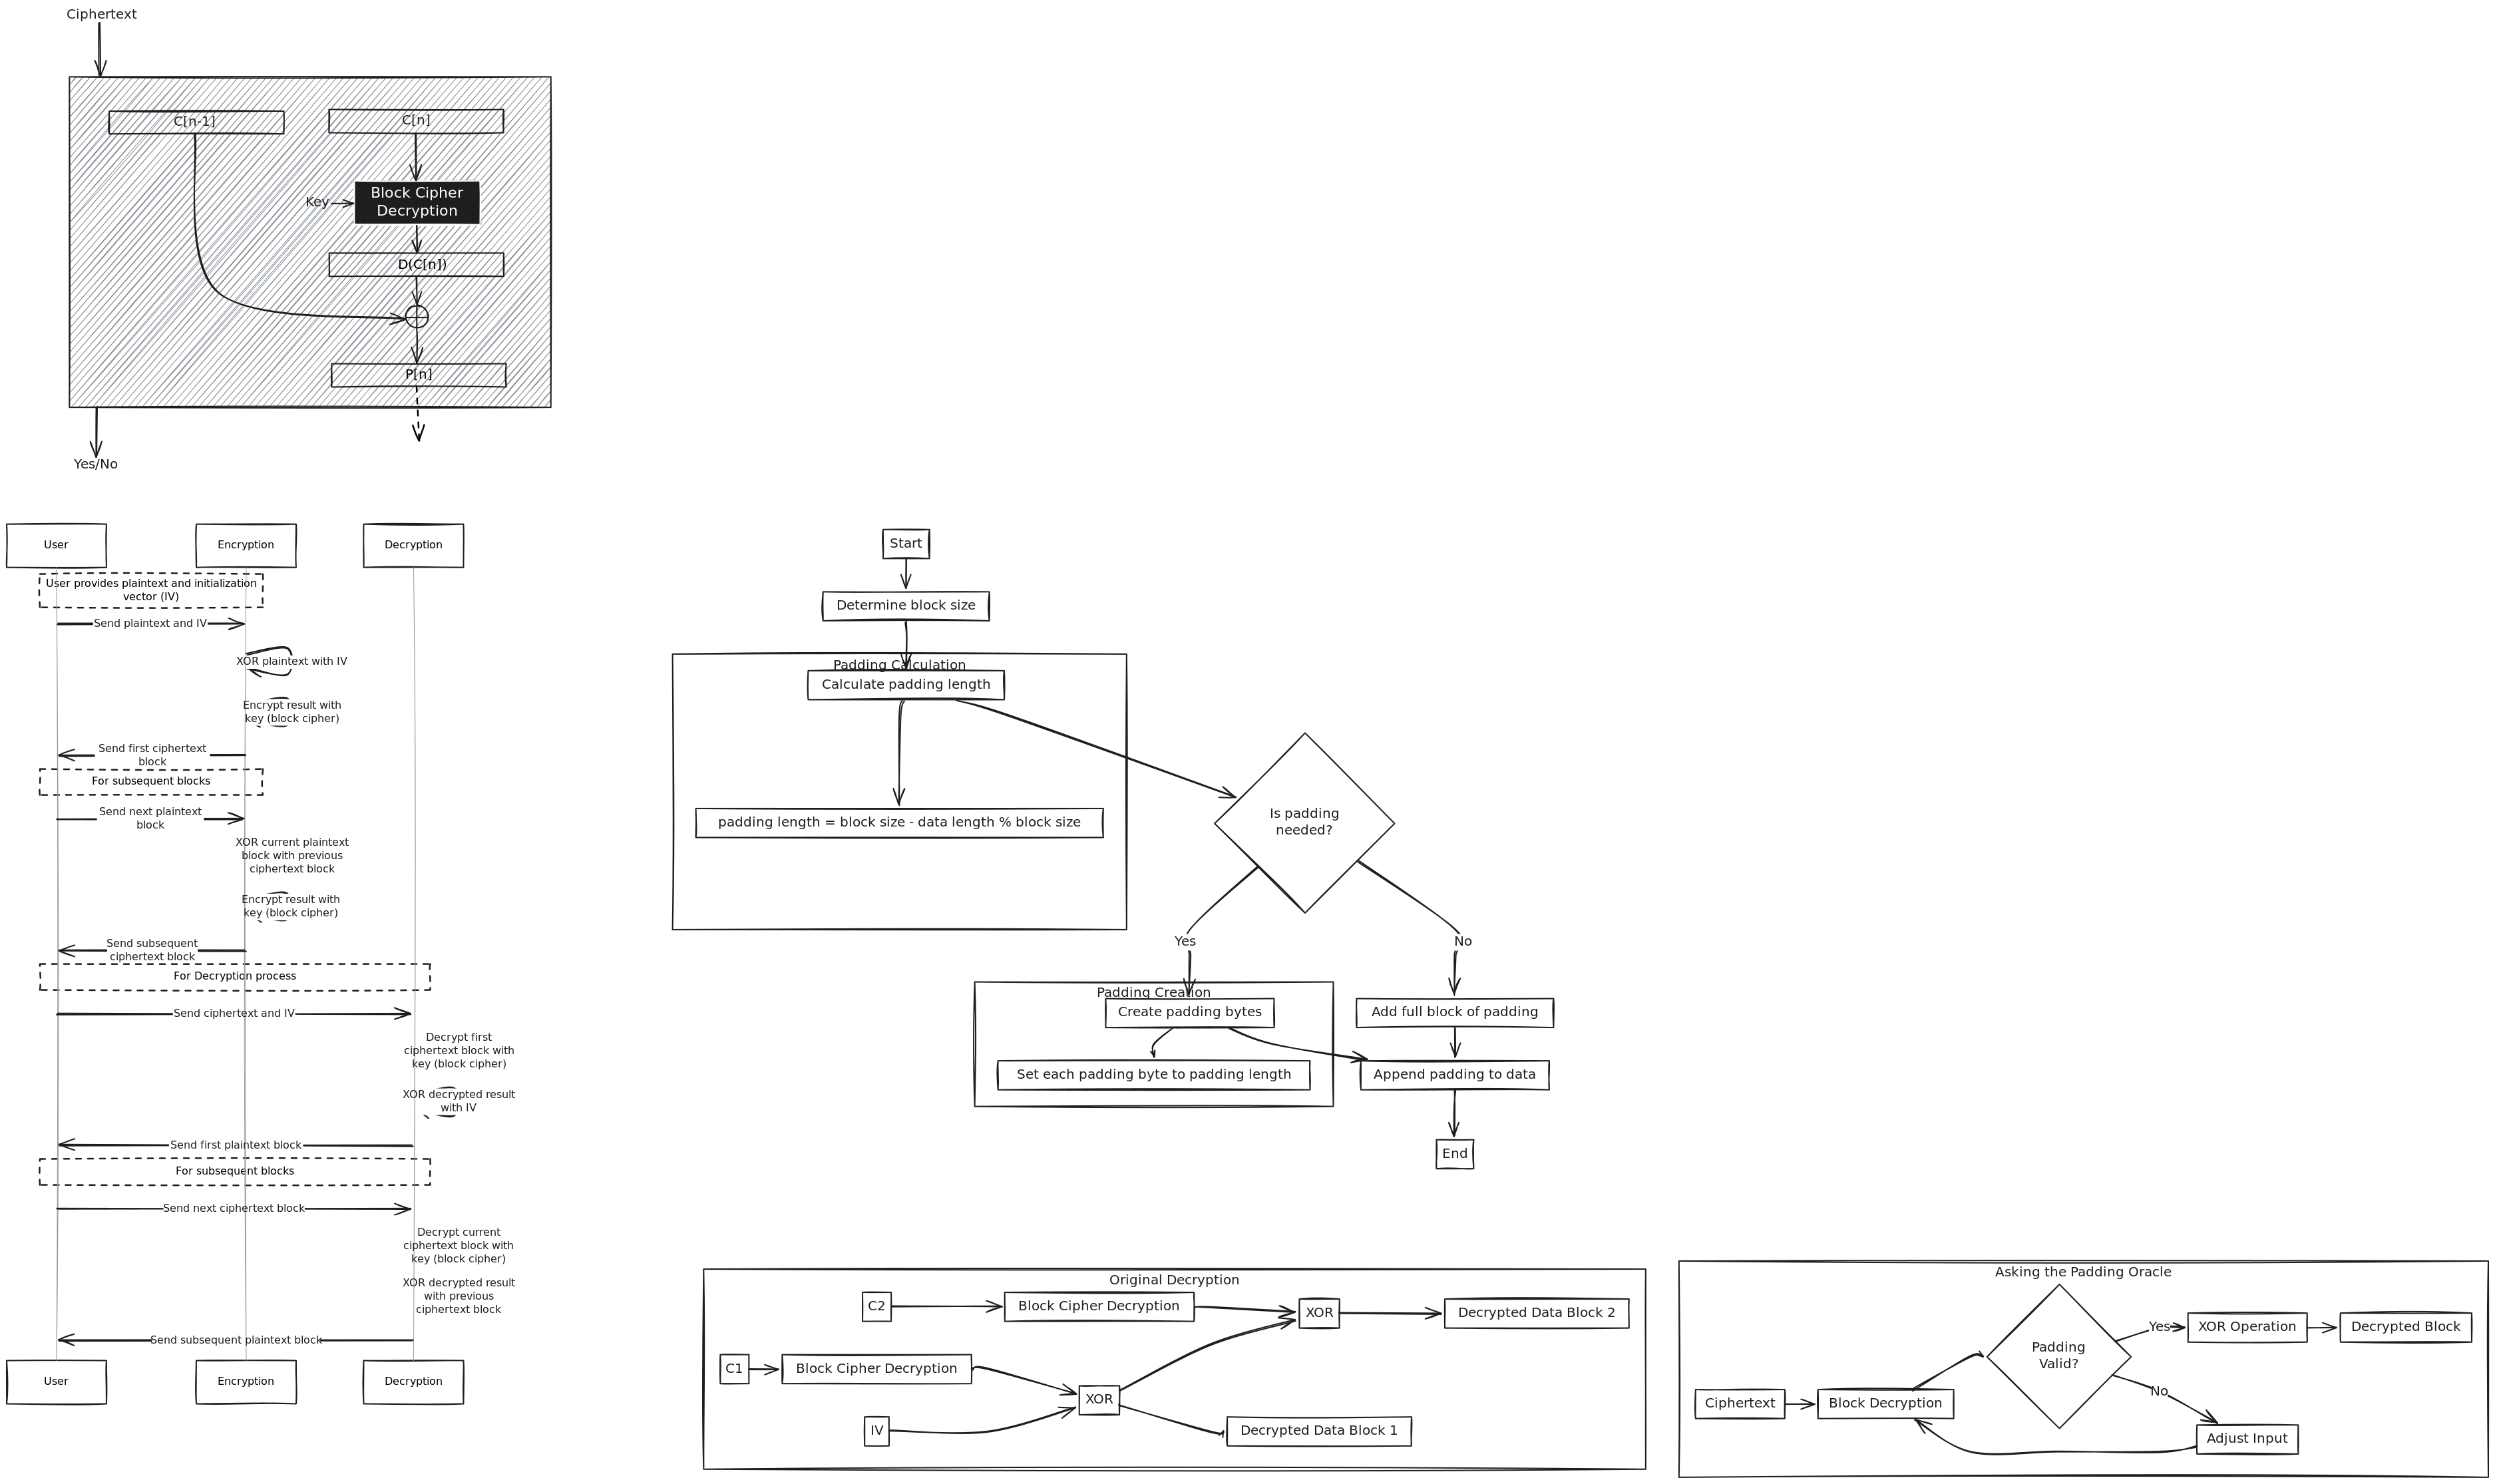 Ciphertext
C[n-1]
C[n]
Block Cipher
Decryption
Key
D(C[n])
P[n]
Yes/No
User
Encryption
Decryption
User provides plaintext and initialization
vector (IV)
Send plaintext and IV
XOR plaintext with IV
Encrypt result with
key (block cipher)
Send first ciphertext
block
For subsequent blocks
Send next plaintext
block
XOR current plaintext
block with previous
ciphertext block
Encrypt result with
key (block cipher)
Send subsequent
ciphertext block
For Decryption process
Send ciphertext and IV
Decrypt first
ciphertext block with
key (block cipher)
XOR decrypted result
with IV
Send first plaintext block
For subsequent blocks
Send next ciphertext block
Decrypt current
ciphertext block with
key (block cipher)
XOR decrypted result
with previous
ciphertext block
Send subsequent plaintext block
User
Encryption
Decryption
Start
Determine block size
Padding Calculation
Calculate padding length
padding length = block size - data length % block size
Is padding
needed?
Yes
No
Padding Creation
Create padding bytes
Add full block of padding
Set each padding byte to padding length
Append padding to data
End
Original Decryption
C2
Block Cipher Decryption
XOR
Decrypted Data Block 2
C1
Block Cipher Decryption
XOR
IV
Decrypted Data Block 1
Asking the Padding Oracle
Padding
Valid?
Yes
XOR Operation
Decrypted Block
No
Ciphertext
Block Decryption
Adjust Input